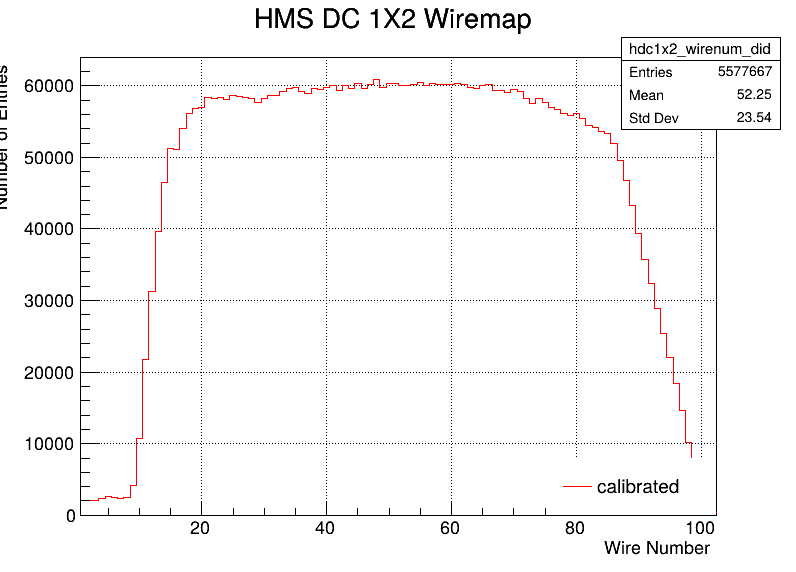 HMS DC 1X2 Wiremap
hdc1x2_wirenum_did
Entries 5577667
Mean 52.25
Std Dev 23.54
Number of Entries
60000
50000
40000
30000
20000
10000
0
calibrated
20 40 60 80 100
Wire Number